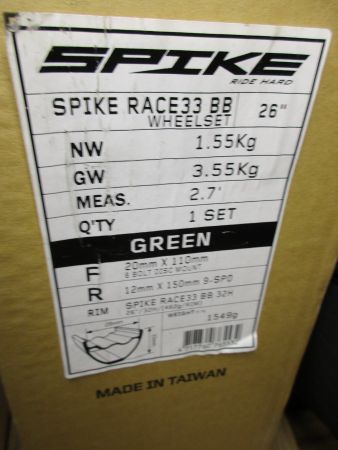 SPIKE
RIDE HARD
SPIKE RACE33 BB 26"
WHEELSET
NW 1.55Kg
GW 3.55Kg
MEAS. 2.7'
Q'TY 1 SET
GREEN
F 20mm X 110mm
6 BOLT DISC MOUNT
R 12mm X 150mm 9-SPD
RIM SPIKE RACE33 BB 32H
WEIGHT 1549g
MADE IN TAIWAN